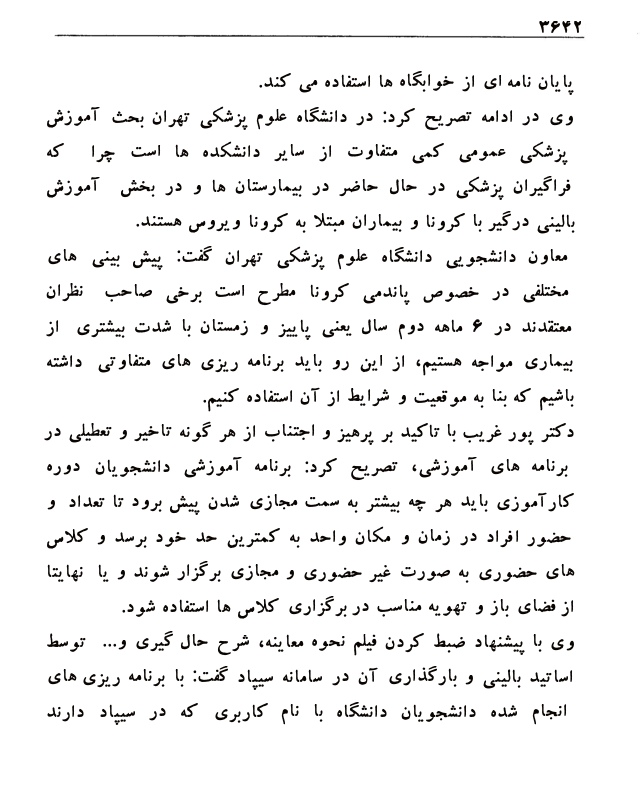 ۳۶۴۲
پایان نامه ای از خوابگاه ها استفاده می کند.
وی در ادامه تصریح کرد: در دانشگاه علوم پزشکی تهران بحث آموزش
پزشکی عمومی کمی متفاوت از سایر دانشکده ها است چرا که
فراگیران پزشکی در حال حاضر در بیمارستان ها و در بخش آموزش
بالینی درگیر با کرونا و بیماران مبتلا به کرونا ویروس هستند.
معاون دانشجویی دانشگاه علوم پزشکی تهران گفت: پیش بینی های
مختلفی در خصوص پاندمی کرونا مطرح است برخی صاحب نظران
معتقدند در ۶ ماهه دوم سال یعنی پاییز و زمستان با شدت بیشتری از
بیماری مواجه هستیم، از این رو باید برنامه ریزی های متفاوتی داشته
باشیم که بنا به موقعیت و شرایط از آن استفاده کنیم.
دکتر پور غریب با تاکید بر پرهیز و اجتناب از هر گونه تاخیر و تعطیلی در
برنامه های آموزشی، تصریح کرد: برنامه آموزشی دانشجویان دوره
کارآموزی باید هر چه بیشتر به سمت مجازی شدن پیش برود تا تعداد و
حضور افراد در زمان و مکان واحد به کمترین حد خود برسد و کلاس
های حضوری به صورت غیر حضوری و مجازی برگزار شوند و یا نهایتا
از فضای باز و تهویه مناسب در برگزاری کلاس ها استفاده شود.
وی با پیشنهاد ضبط کردن فیلم نحوه معاینه، شرح حال گیری و... توسط
اساتید بالینی و بارگذاری آن در سامانه سیپاد گفت: با برنامه ریزی های
انجام شده دانشجویان دانشگاه با نام کاربری که در سیپاد دارند